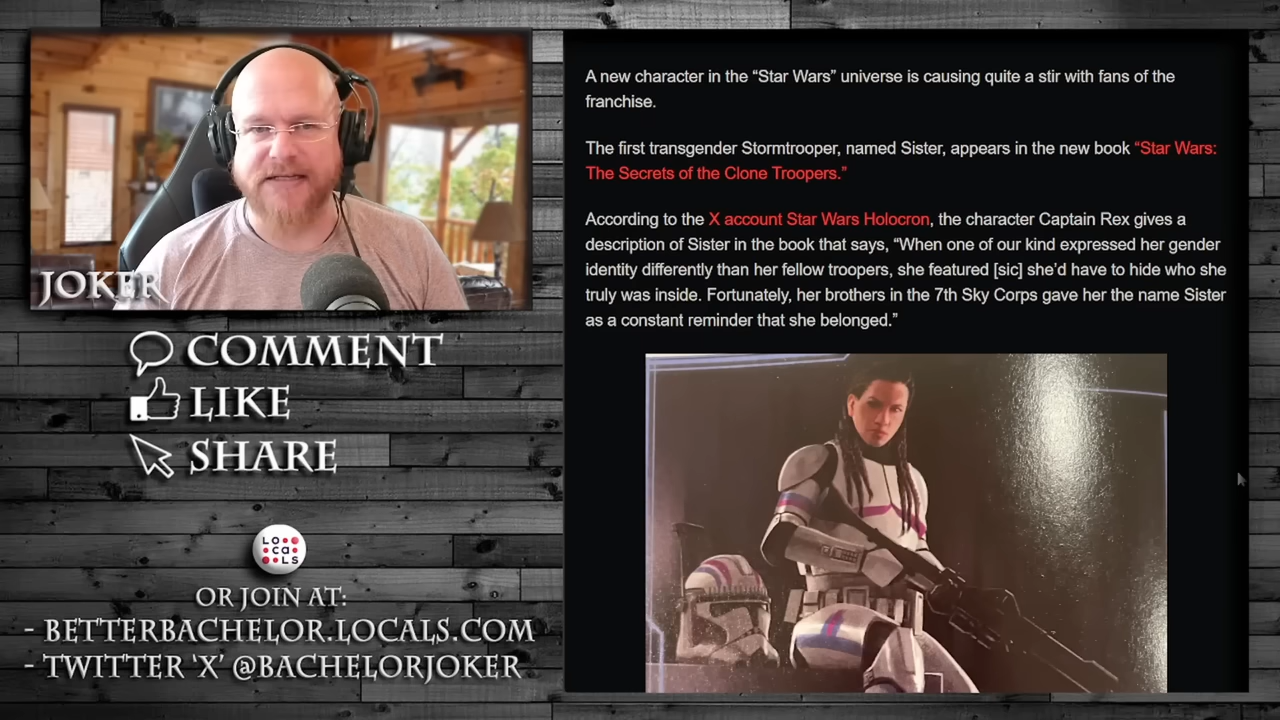 JOKER
COMMENT
LIKE
SHARE
LOCALS
OR JOIN AT:
- BETTERBACHELOR.LOCALS.COM
- TWITTER 'X' @BACHELORJOKER
A new character in the “Star Wars” universe is causing quite a stir with fans of the
franchise.
The first transgender Stormtrooper, named Sister, appears in the new book “Star Wars:
The Secrets of the Clone Troopers.”
According to the X account Star Wars Holocron, the character Captain Rex gives a
description of Sister in the book that says, “When one of our kind expressed her gender
identity differently than her fellow troopers, she featured [sic] she’d have to hide who she
truly was inside. Fortunately, her brothers in the 7th Sky Corps gave her the name Sister
as a constant reminder that she belonged.”